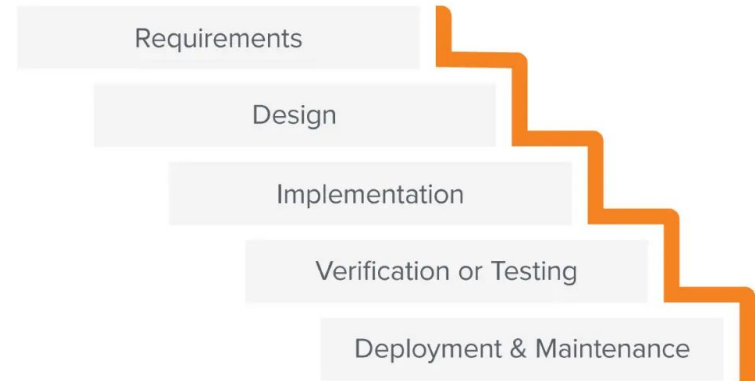 Requirements
Design
Implementation
Verification or Testing
Deployment & Maintenance